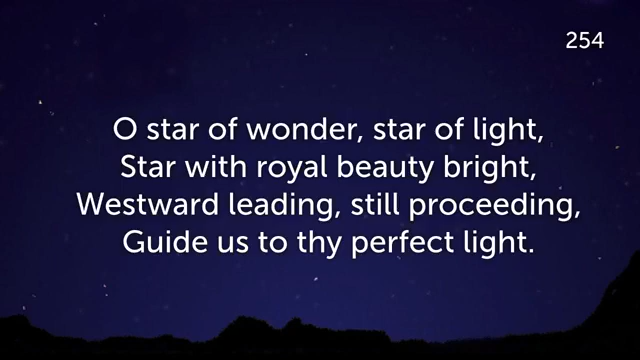 254
O star of wonder, star of light,
Star with royal beauty bright,
Westward leading, still proceeding,
Guide us to thy perfect light.